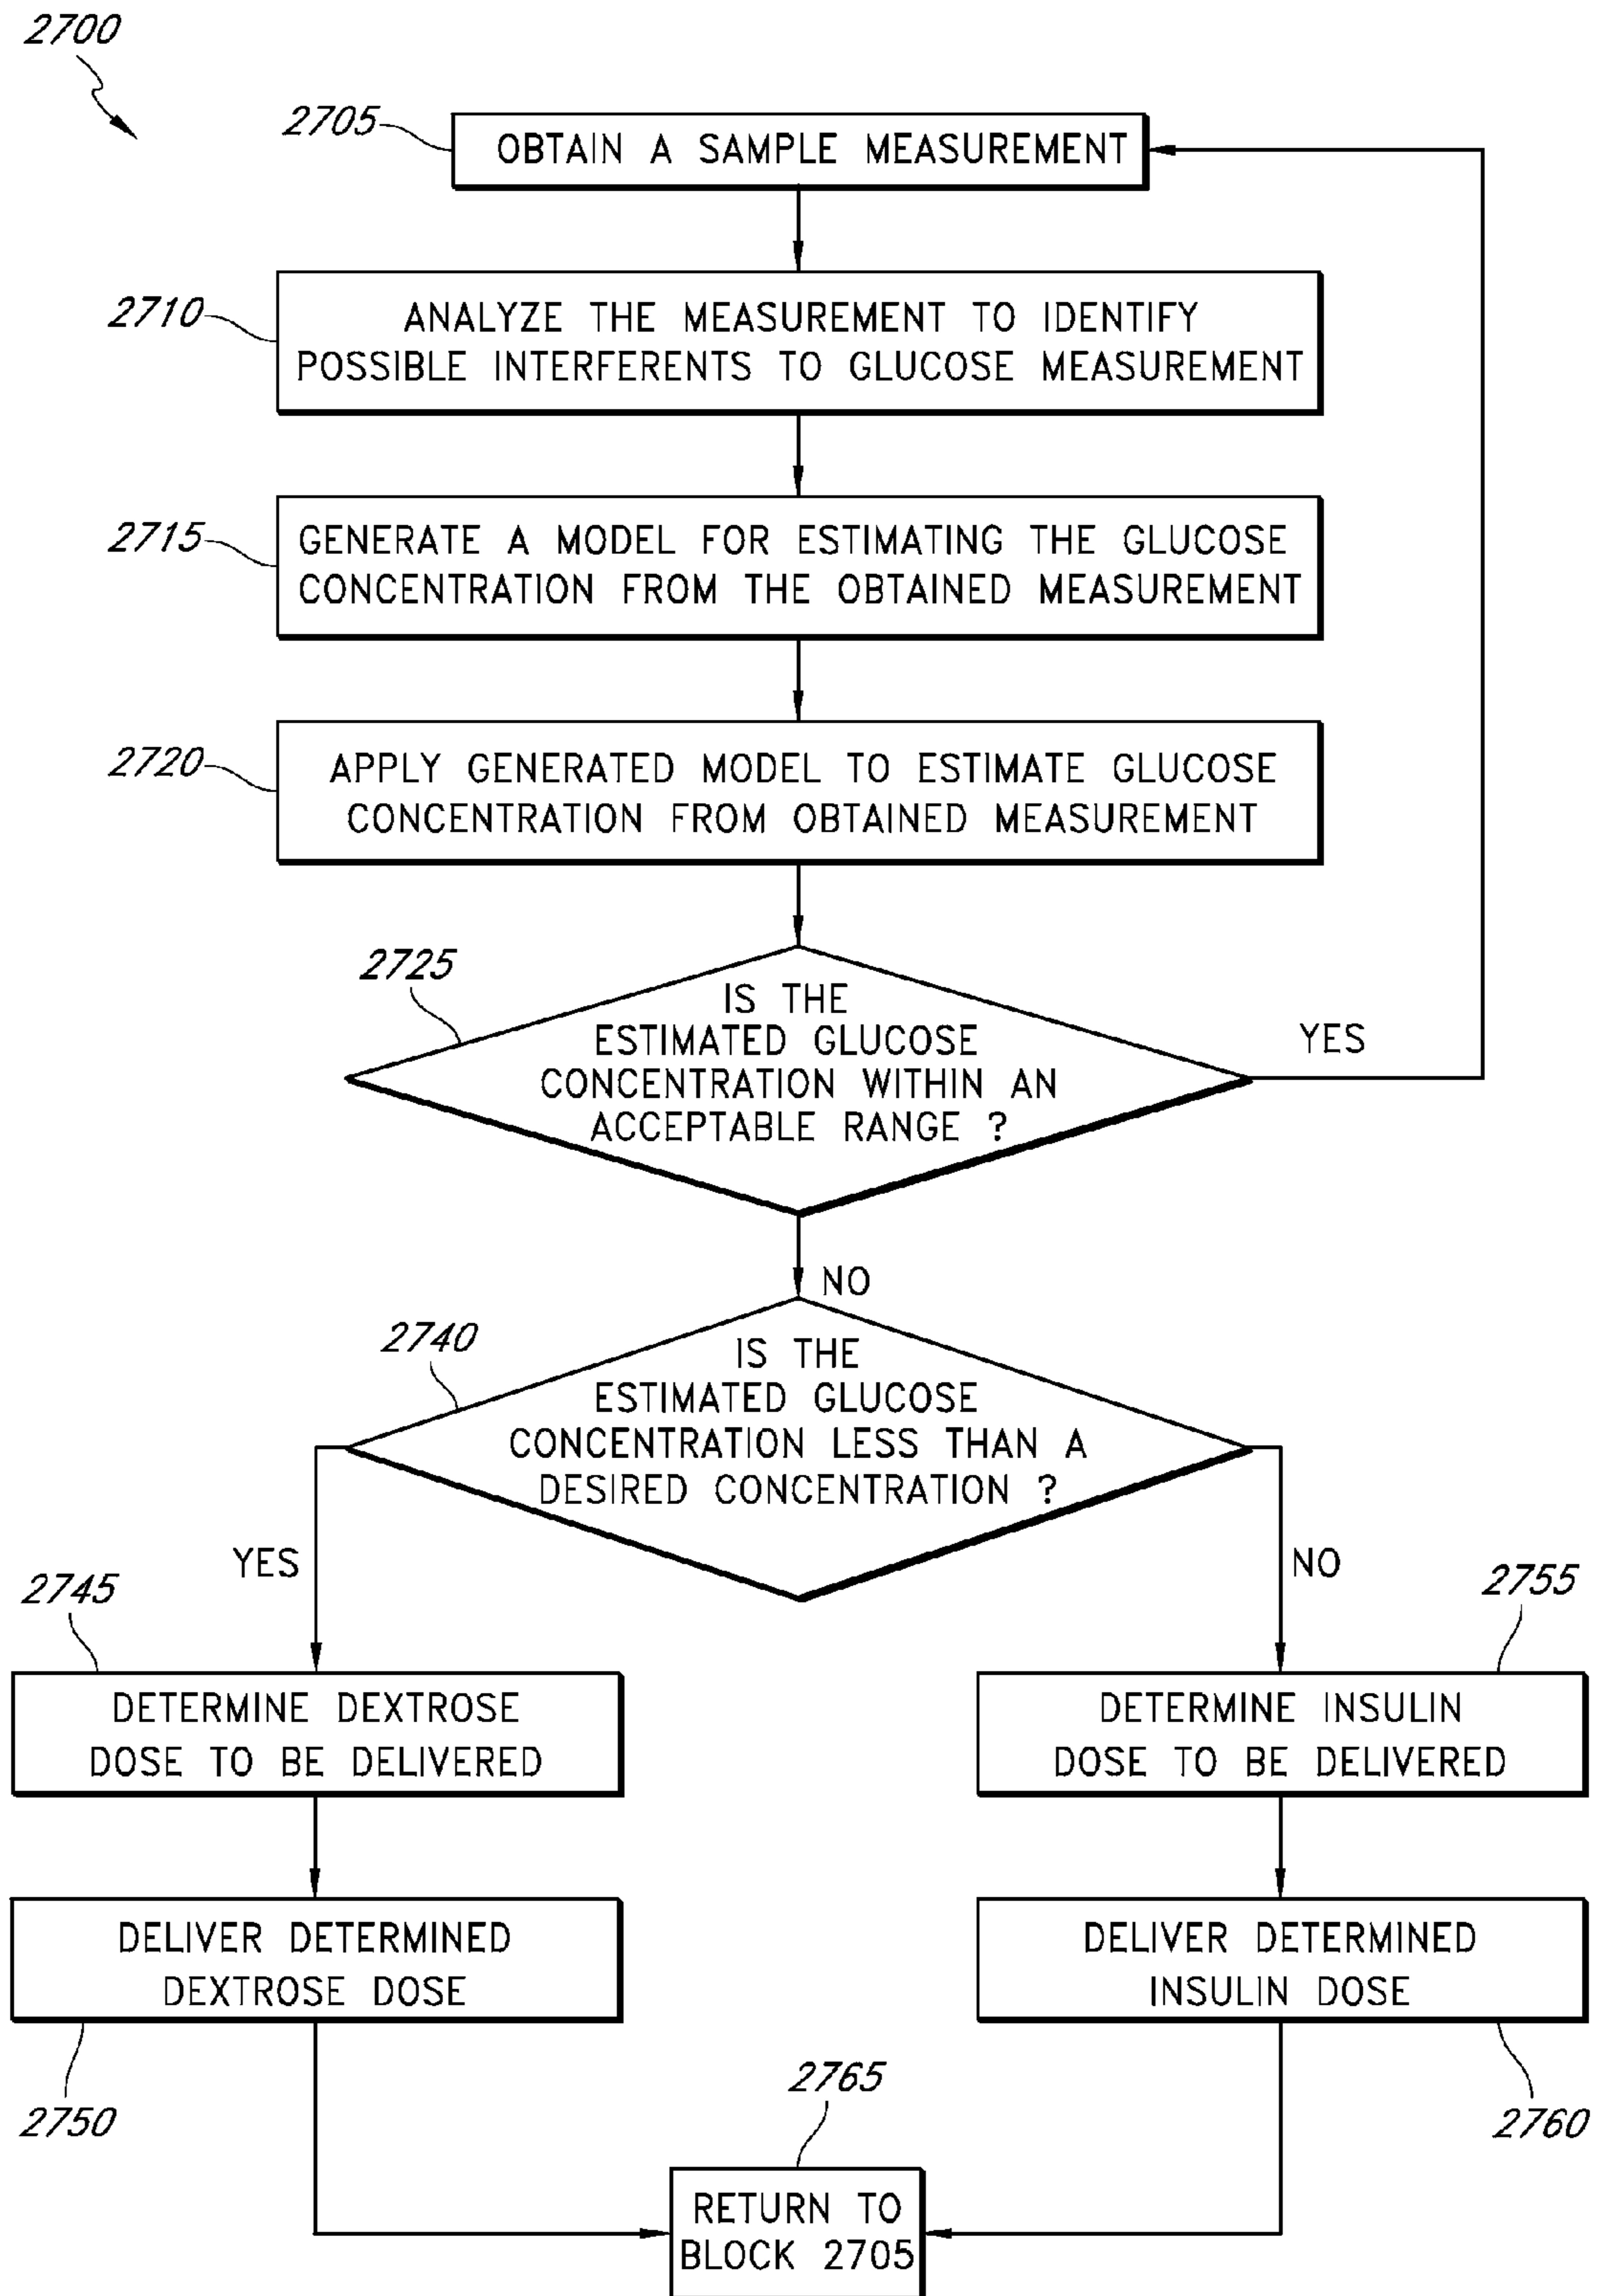 2700
2705
OBTAIN A SAMPLE MEASUREMENT
2710
ANALYZE THE MEASUREMENT TO IDENTIFY
POSSIBLE INTERFERENTS TO GLUCOSE MEASUREMENT
2715
GENERATE A MODEL FOR ESTIMATING THE GLUCOSE
CONCENTRATION FROM THE OBTAINED MEASUREMENT
2720
APPLY GENERATED MODEL TO ESTIMATE GLUCOSE
CONCENTRATION FROM OBTAINED MEASUREMENT
2725
IS THE
ESTIMATED GLUCOSE
CONCENTRATION WITHIN AN
ACCEPTABLE RANGE ?
YES
NO
2740
IS THE
ESTIMATED GLUCOSE
CONCENTRATION LESS THAN A
DESIRED CONCENTRATION ?
YES
NO
2745
DETERMINE DEXTROSE
DOSE TO BE DELIVERED
2755
DETERMINE INSULIN
DOSE TO BE DELIVERED
DELIVER DETERMINED
DEXTROSE DOSE
2750
DELIVER DETERMINED
INSULIN DOSE
2760
2765
RETURN TO
BLOCK 2705